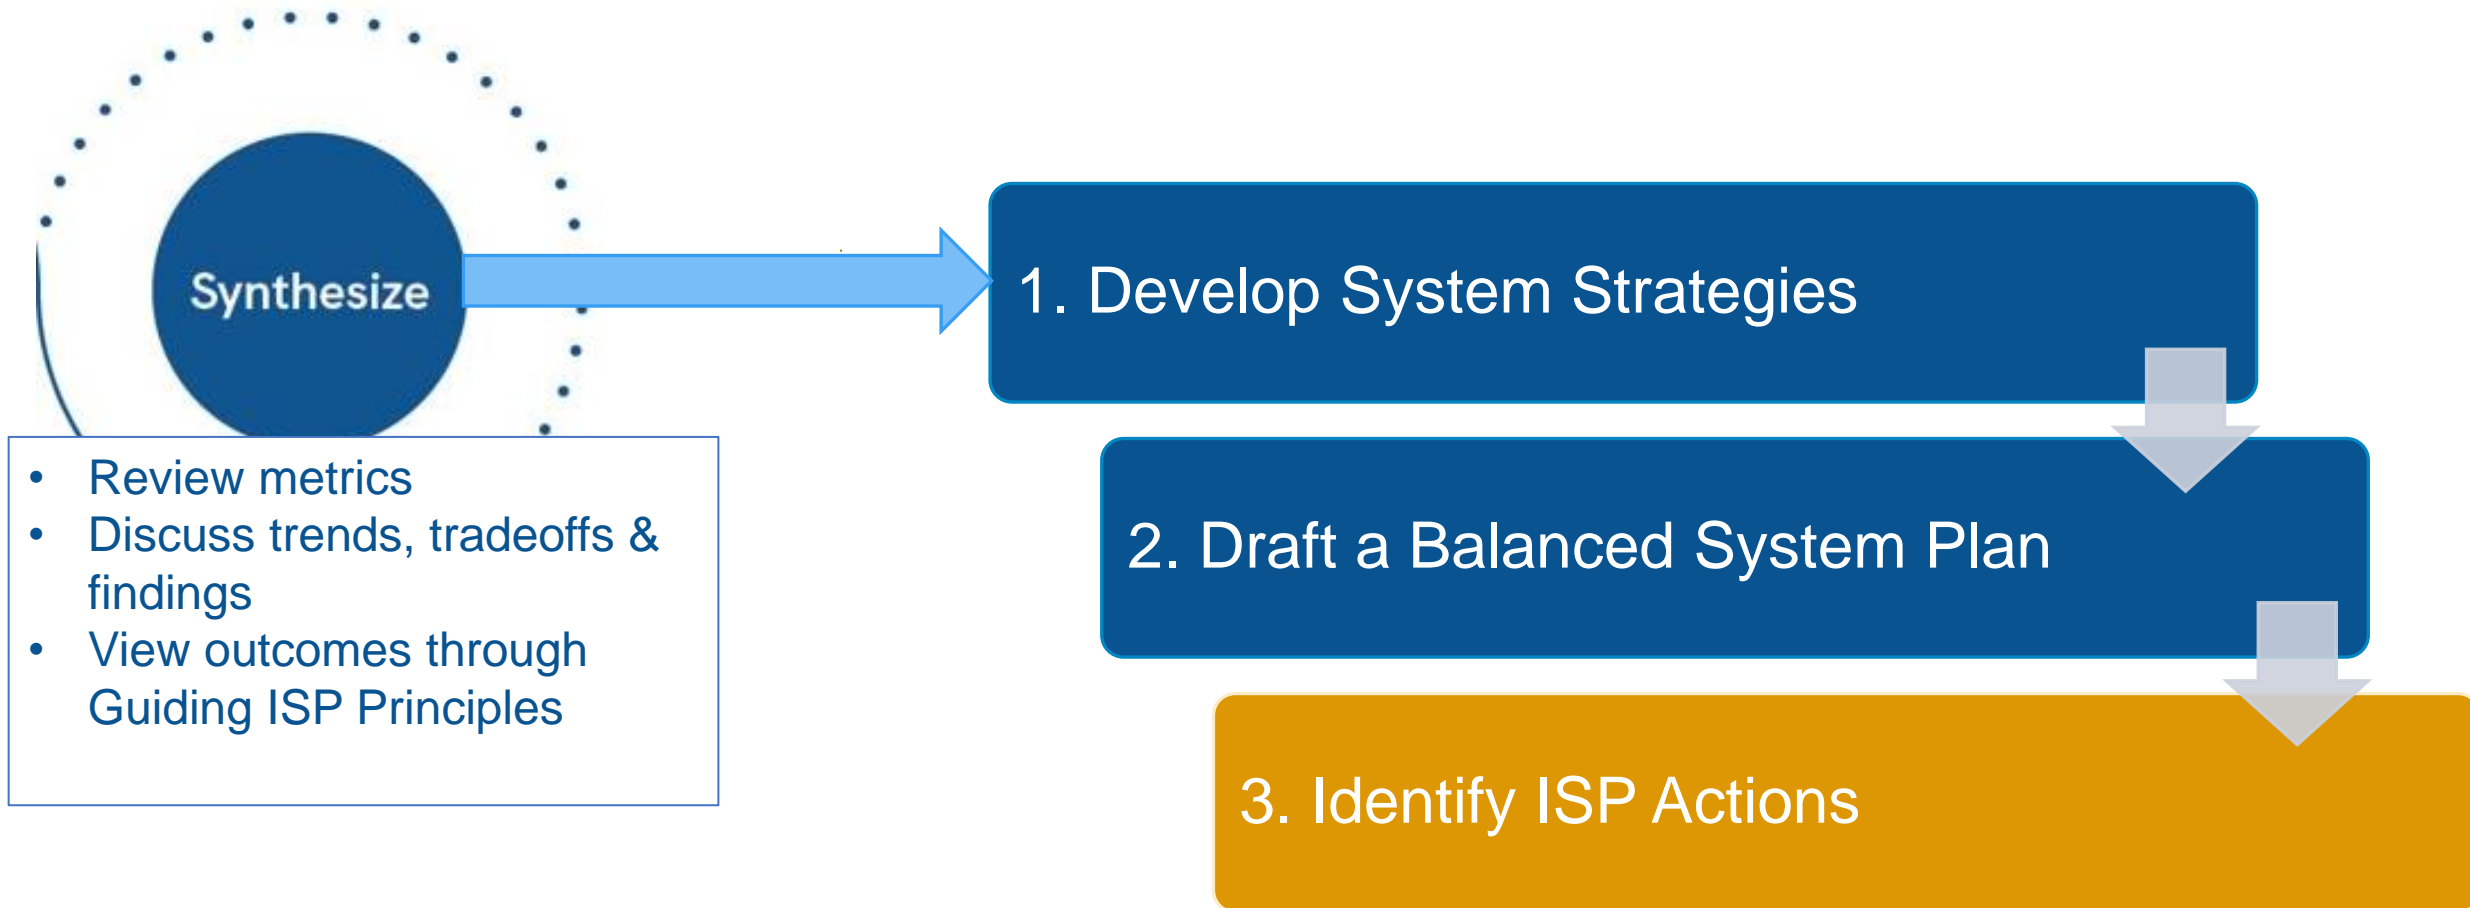 Synthesize
• Review metrics
• Discuss trends, tradeoffs &
findings
• View outcomes through
Guiding ISP Principles
1. Develop System Strategies
2. Draft a Balanced System Plan
3. Identify ISP Actions